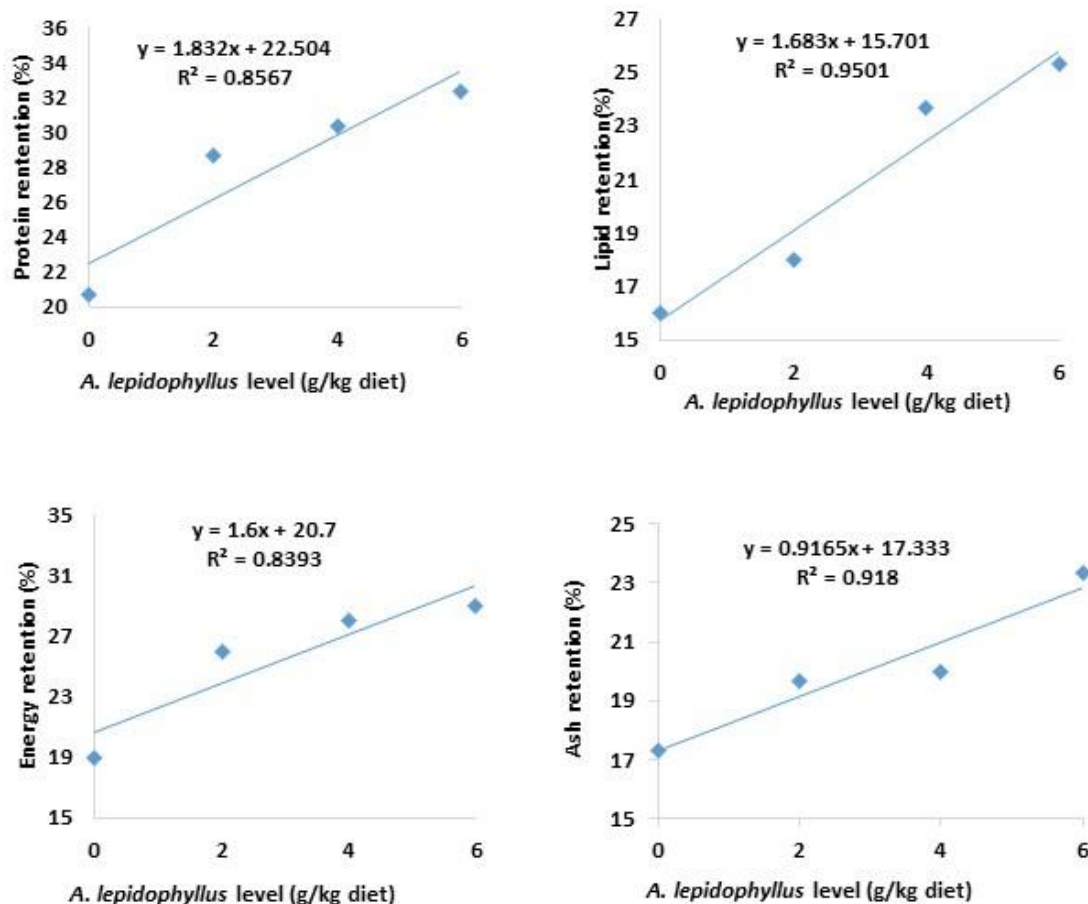 Protein rentention (%)
36
34
32
30
28
26
24
22
20
y = 1.832x + 22.504
R² = 0.8567
0 2 4 6
A. lepidophyllus level (g/kg diet)
Lipid retention(%)
27
25
23
21
19
17
15
y = 1.683x + 15.701
R² = 0.9501
0 2 4 6
A. lepidophyllus level (g/kg diet)
Energy retention (%)
35
31
27
23
19
15
y = 1.6x + 20.7
R² = 0.8393
0 2 4 6
A. lepidophyllus level (g/kg diet)
Ash retention (%)
25
23
21
19
17
15
y = 0.9165x + 17.333
R² = 0.918
0 2 4 6
A. lepidophyllus level (g/kg diet)